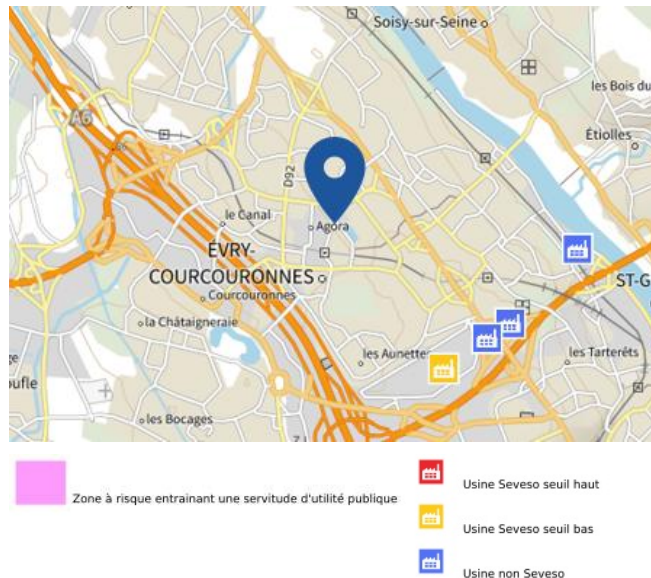 Soisy-sur-Seine
les Bois du
A6
Étiolles
D92
le Canal
Agora
ÉVRY-
COURCOURONNES
ST-G
Courcouronnes
la Châtaigneraie
les Aunettes
les Tarterêts
oufle
les Bocages
Z I
Zone à risque entrainant une servitude d'utilité publique
Usine Seveso seuil haut
Usine Seveso seuil bas
Usine non Seveso